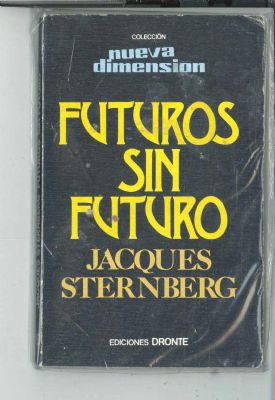 COLECCIÓN
nueva
dimension
FUTUROS
SIN
FUTURO
JACQUES
STERNBERG
EDICIONES DRONTE